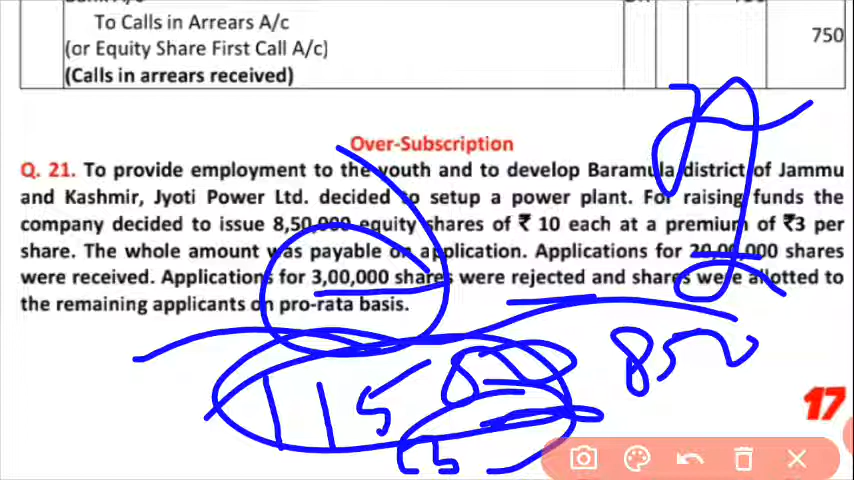 To Calls in Arrears A/c
(or Equity Share First Call A/c)
750
(Calls in arrears received)
Over-Subscription
Q. 21. To provide employment to the youth and to develop Baramula district of Jammu
and Kashmir, Jyoti Power Ltd. decided to setup a power plant. For raising funds the
company decided to issue 8,50,000 equity shares of ₹ 10 each at a premium of ₹3 per
share. The whole amount was payable on application. Applications for 20,00,000 shares
were received. Applications for 3,00,000 shares were rejected and shares were allotted to
the remaining applicants on pro-rata basis.
17